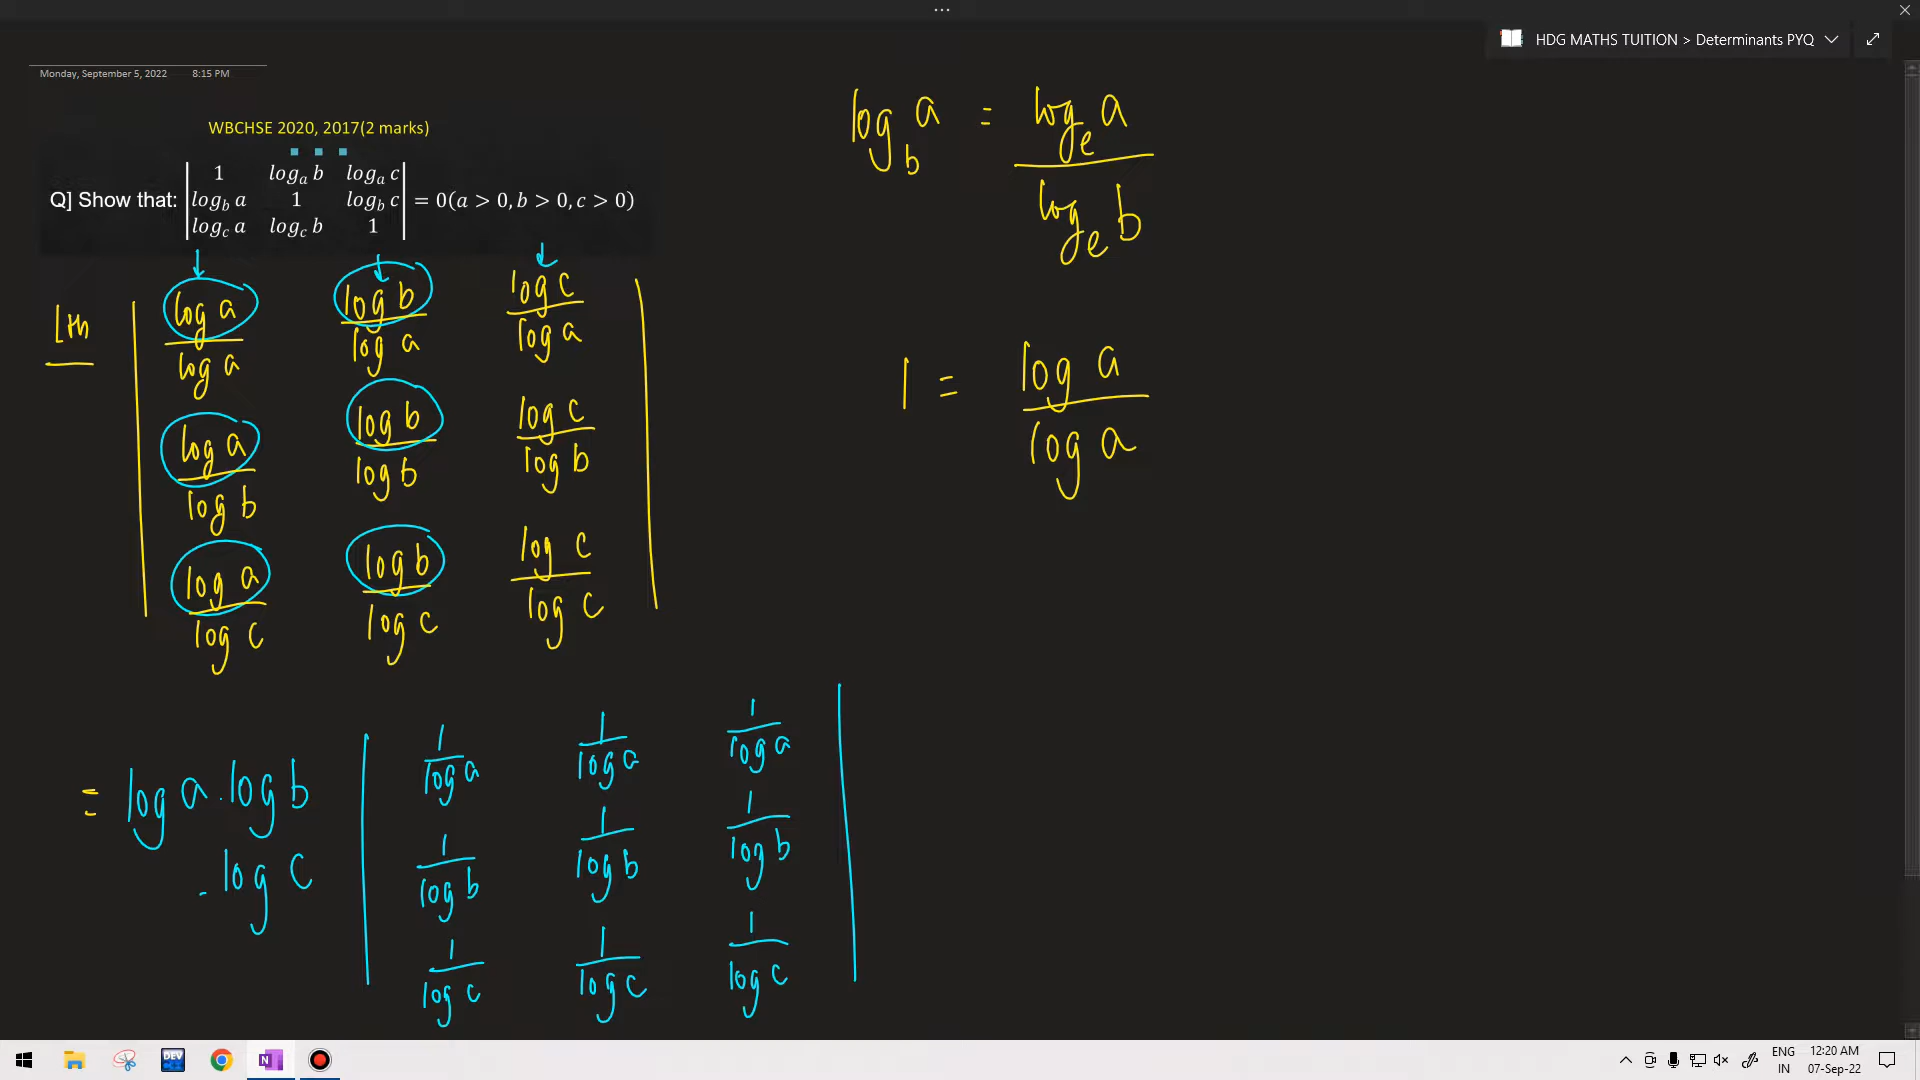 HDG MATHS TUITION > Determinants PYQ
Monday, September 5, 2022 8:15 PM
WBCHSE 2020, 2017(2 marks)
Q] Show that: | 1 log_a b log_a c |
| log_b a 1 log_b c | = 0(a > 0, b > 0, c > 0)
| log_c a log_c b 1 |
log_b a = log_e a / log_e b
| log a / log a log b / log a log c / log a |
| log a / log b log b / log b log c / log b |
| log a / log c log b / log c log c / log c |
1 = log a / log a
= log a . log b . log c
| 1 / log a 1 / log a 1 / log a |
| 1 / log b 1 / log b 1 / log b |
| 1 / log c 1 / log c 1 / log c |
DEV
N
ENG
IN
12:20 AM
07-Sep-22